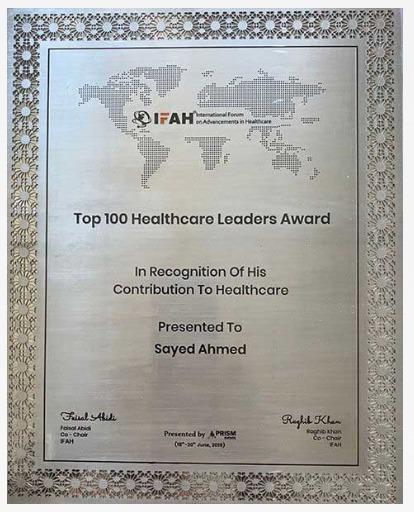 IFAH
International Forum
on Advancements in Healthcare
Top 100 Healthcare Leaders Award
In Recognition Of His
Contribution To Healthcare
Presented To
Sayed Ahmed
Faisal Abidi
Faisal Abidi
Co - Chair
IFAH
Presented by PRISM
(18th-20th June, 2019)
Raghib Khan
Raghib Khan
Co - Chair
IFAH